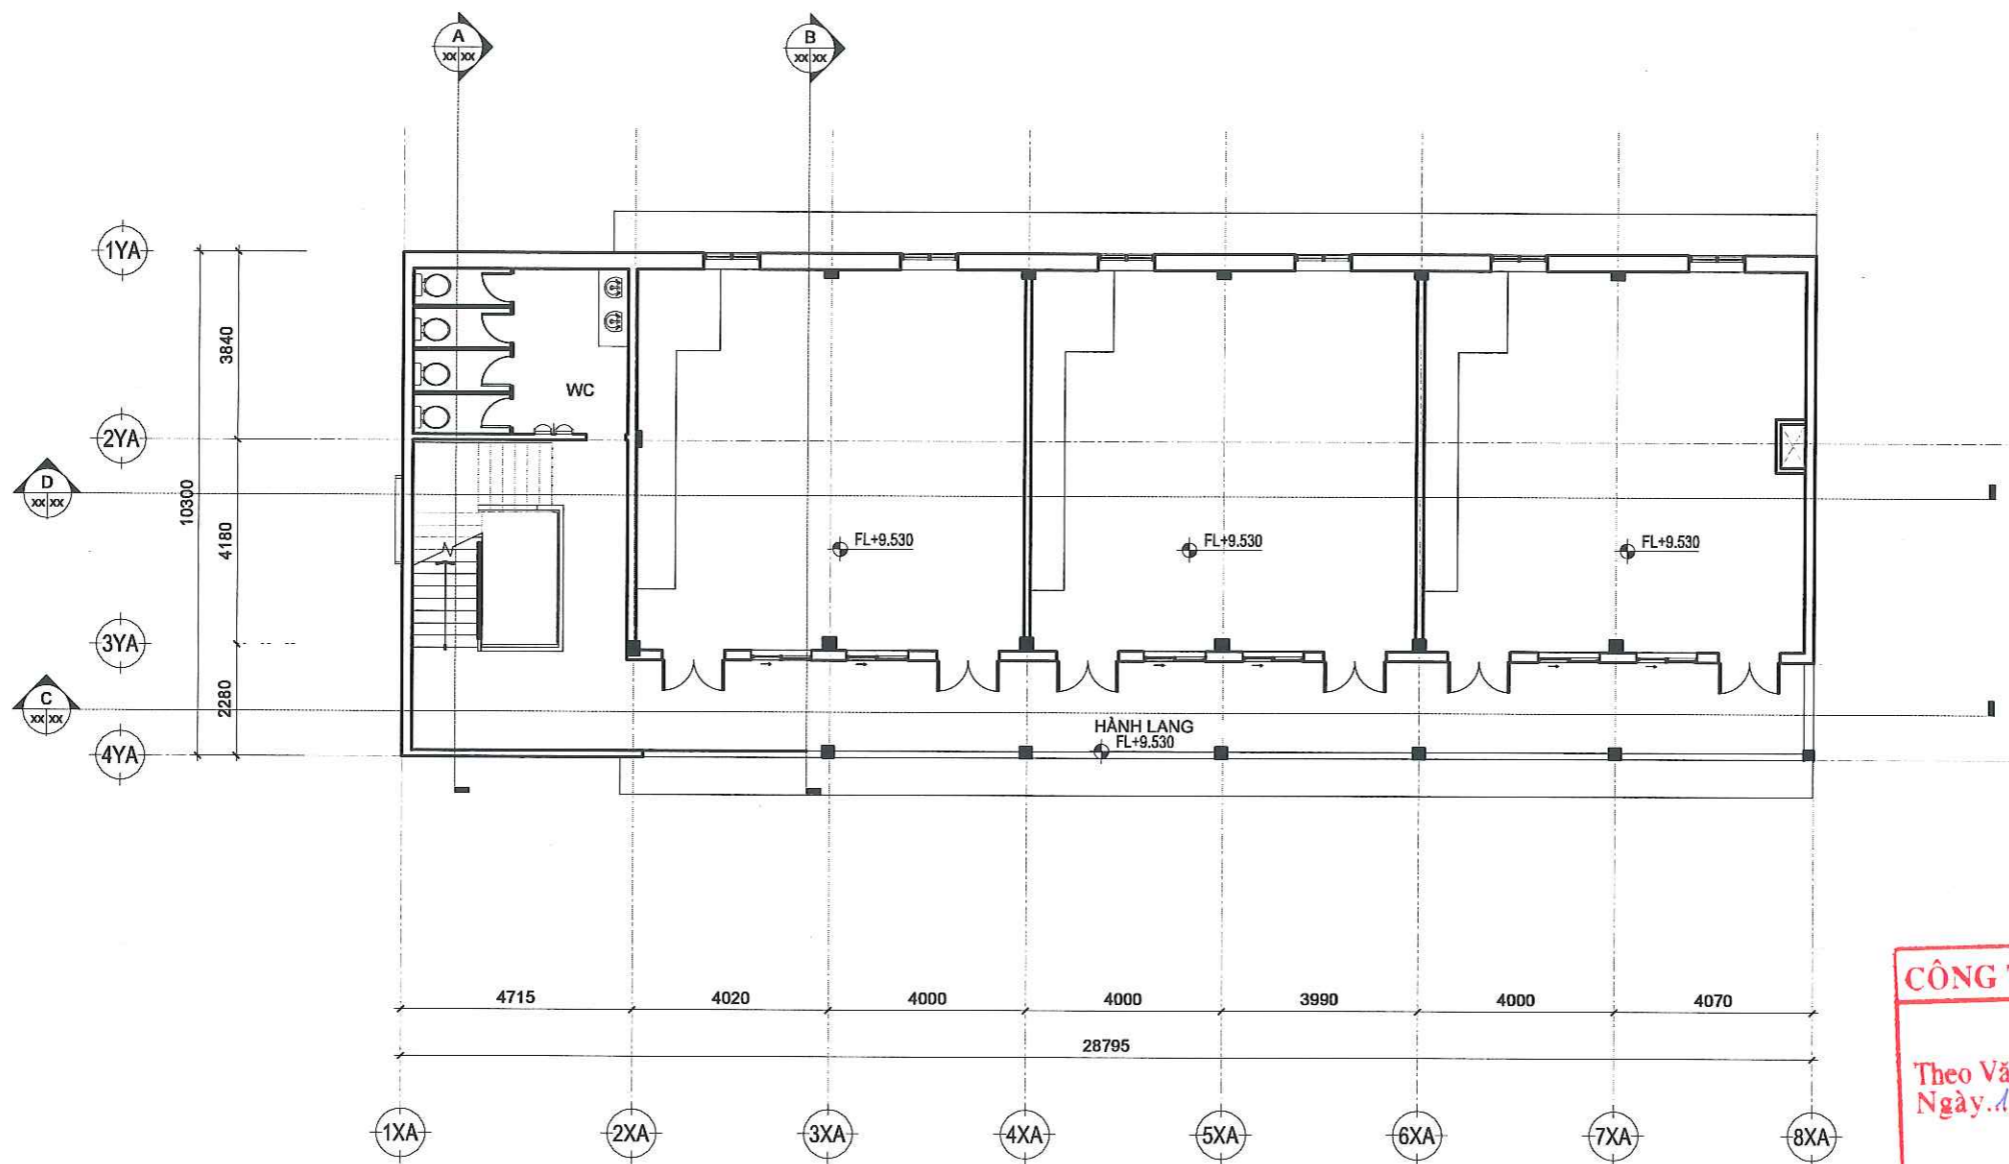 A
xx xx
B
xx xx
1YA
3840
WC
2YA
D
xx xx
10300
4180
FL+9.530
FL+9.530
FL+9.530
3YA
C
xx xx
2280
HÀNH LANG
FL+9.530
4YA
4715
4020
4000
4000
3990
4000
4070
28795
CÔNG
Theo
Ngày
1XA
2XA
3XA
4XA
5XA
6XA
7XA
8XA